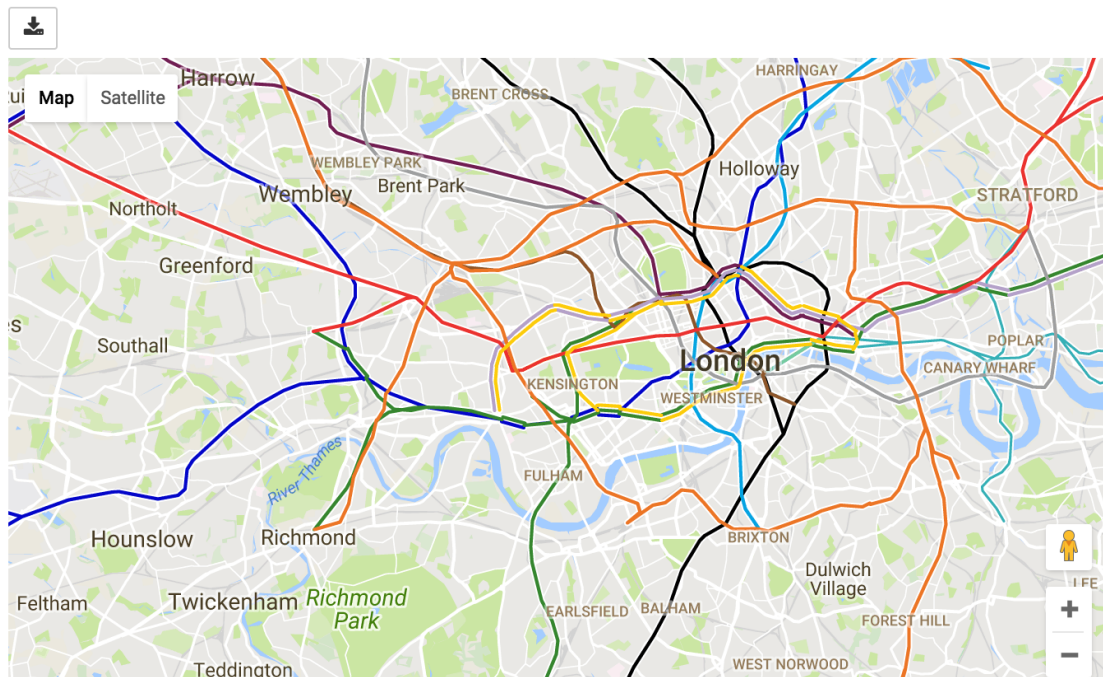 Harrow
BRENT CROSS
HARRINGAY
Map
Satellite
WEMBLEY PARK
Holloway
Wembley
Brent Park
STRATFORD
Northolt
Greenford
Southall
POPLAR
London
CANARY WHARF
KENSINGTON
WESTMINSTER
River Thames
FULHAM
Hounslow
Richmond
BRIXTON
Dulwich
Village
Feltham
Twickenham
Richmond
Park
EARLSFIELD
BALHAM
FOREST HILL
WEST NORWOOD
Teddington